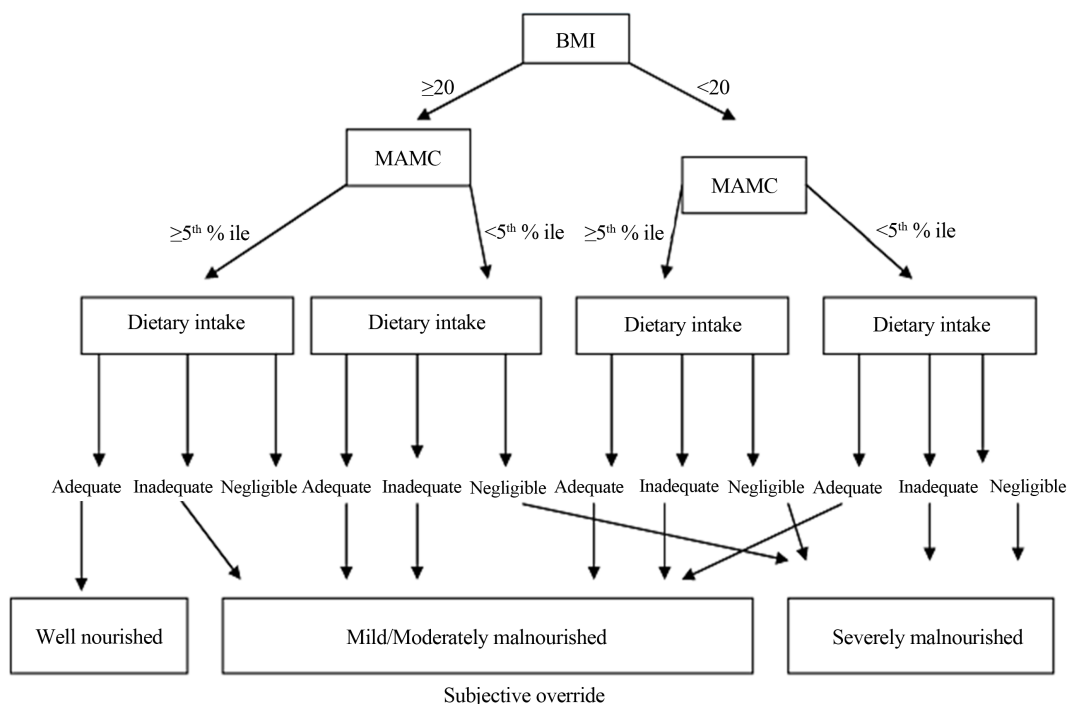 BMI
≥20
<20
MAMC
MAMC
≥5th % ile
<5th % ile
≥5th % ile
<5th % ile
Dietary intake
Dietary intake
Dietary intake
Dietary intake
Adequate Inadequate Negligible Adequate Inadequate Negligible Adequate Inadequate Negligible Adequate Inadequate Negligible
Well nourished
Mild/Moderately malnourished
Severely malnourished
Subjective override